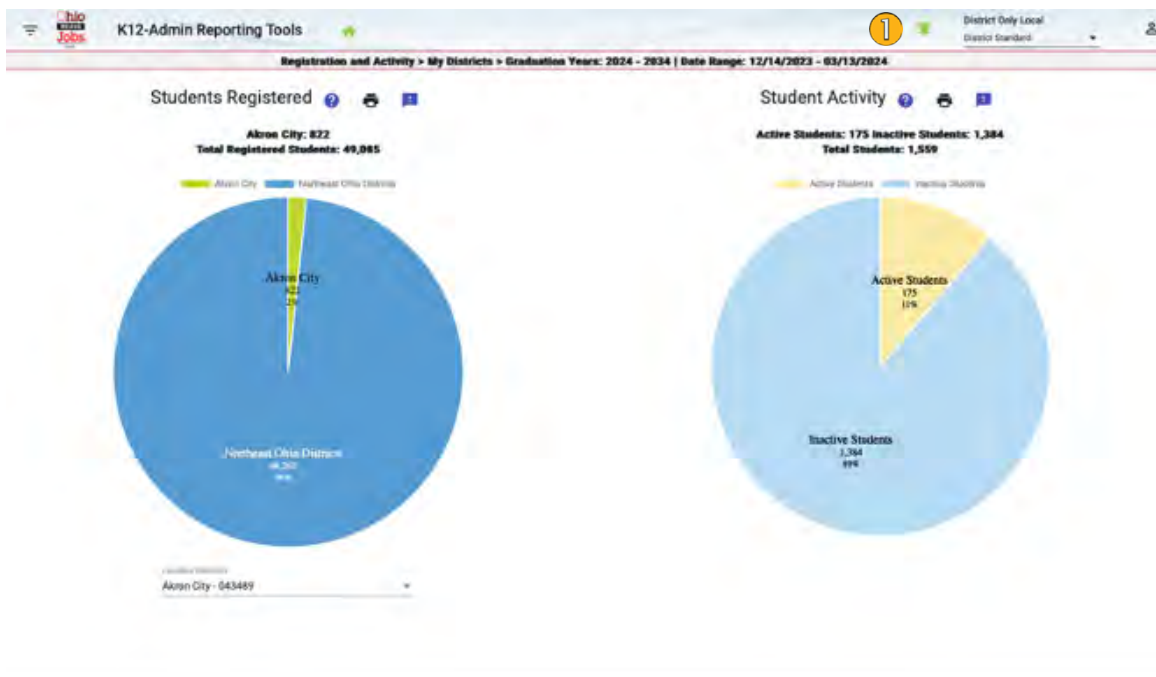 Ohio
Means
Jobs
K12-Admin Reporting Tools
1
District Only Local
District Standard
Registration and Activity > My Districts > Graduation Years: 2024 - 2034 | Date Range: 12/14/2023 - 03/13/2024
Students Registered
Akron City: 822
Total Registered Students: 49,085
Akron City
Northeast Ohio Districts
Akron City
822
2%
Northeast Ohio Districts
Akron City - 043489
Student Activity
Active Students: 175 Inactive Students: 1,384
Total Students: 1,559
Active Students
Inactive Students
Active Students
175
11%
Inactive Students
1,384
89%